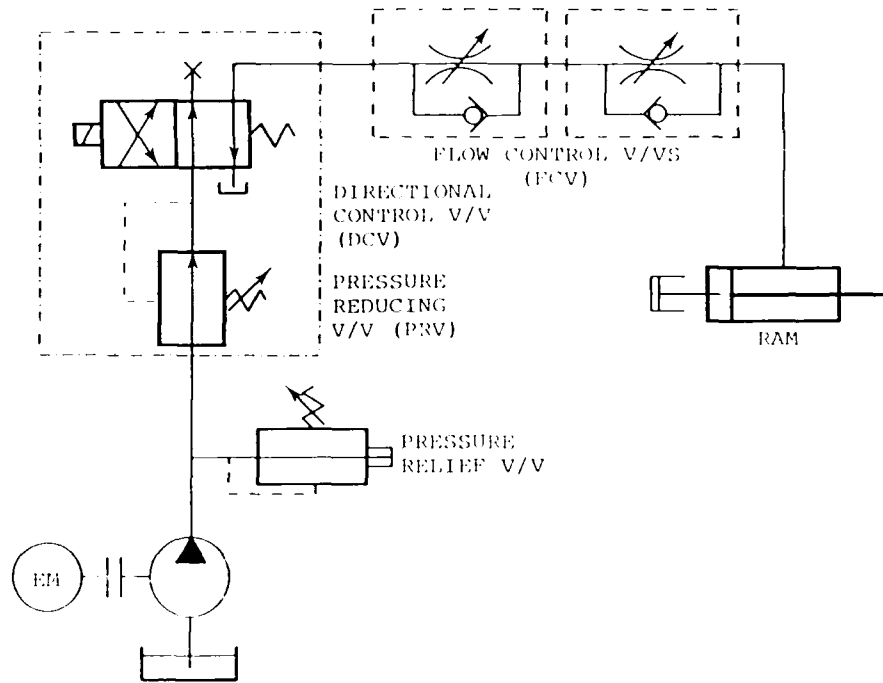 FLOW CONTROL V/VS
(FCV)
DIRECTIONAL
CONTROL V/V
(DCV)
PRESSURE
REDUCING
V/V (PRV)
RAM
PRESSURE
RELIEF V/V
EM